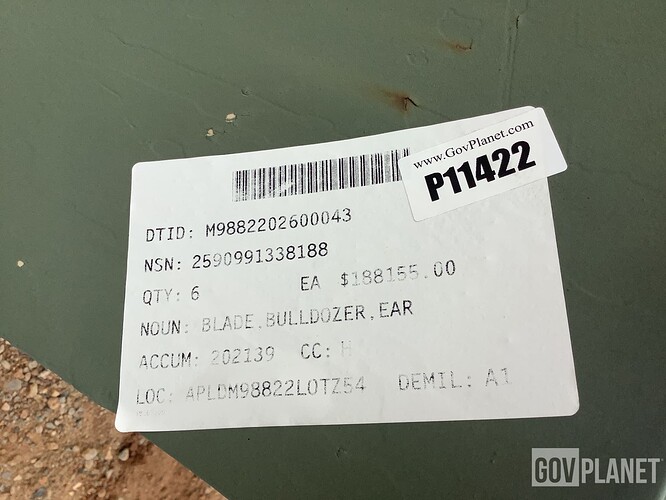 www.GovPlanet.com
P11422
DTID: M9882202600043
NSN: 2590991338188
QTY: 6 EA $188155.00
NOUN: BLADE.BULLDOZER,EAR
ACCUM: 202139 CC: H
LOC: APLDM98822LOTZ54 DEMIL: A1
GOVPLANET